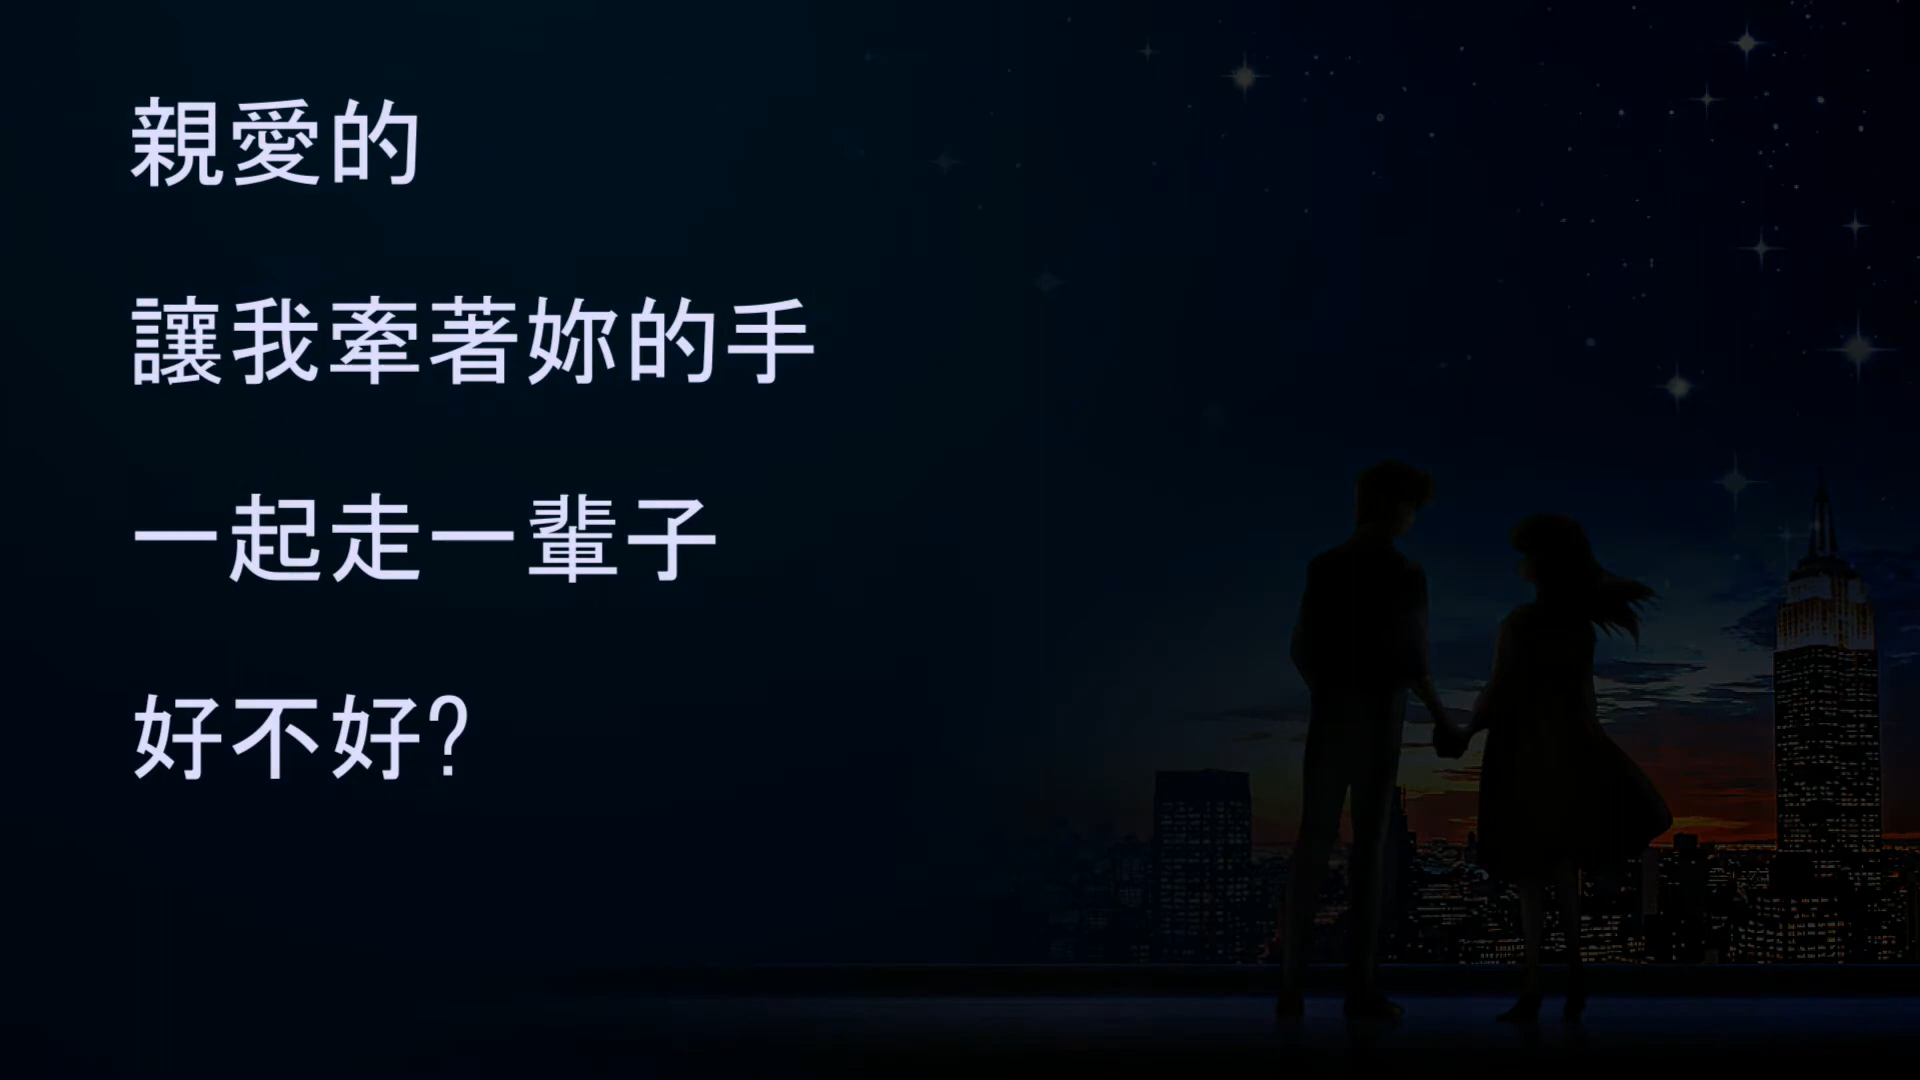 親愛的
讓我牽著妳的手
一起走一輩子
好不好?